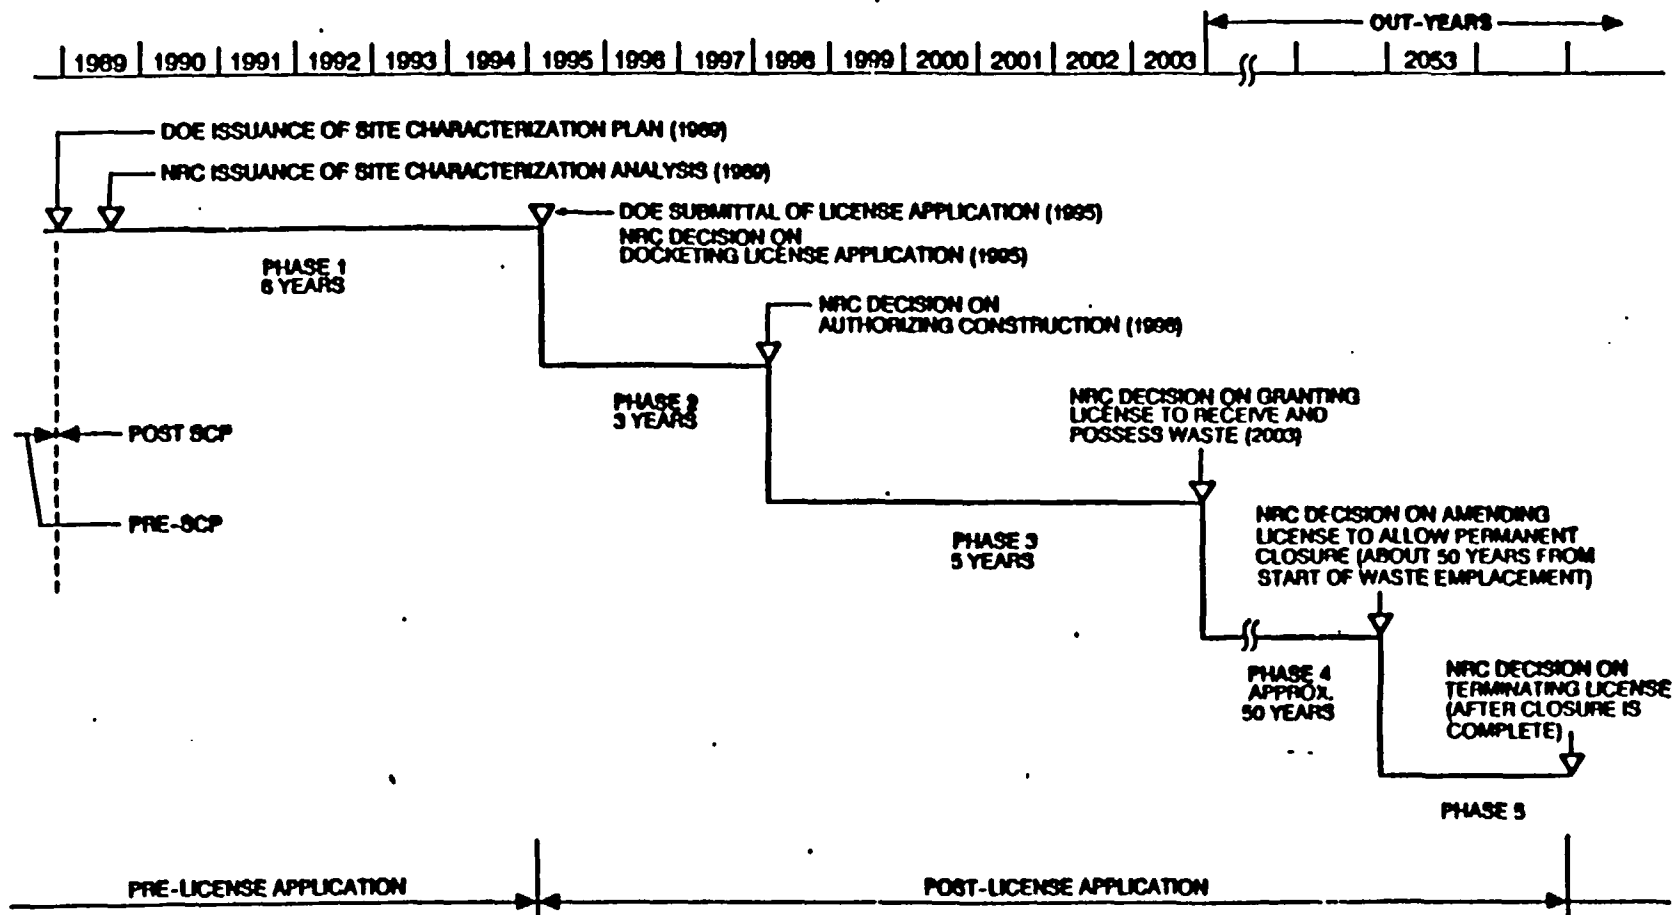 OUT-YEARS
1989 1990 1991 1992 1993 1994 1995 1996 1997 1998 1999 2000 2001 2002 2003 2053
DOE ISSUANCE OF SITE CHARACTERIZATION PLAN (1989)
NRC ISSUANCE OF SITE CHARACTERIZATION ANALYSIS (1989)
DOE SUBMITTAL OF LICENSE APPLICATION (1995)
NRC DECISION ON
DOCKETING LICENSE APPLICATION (1995)
PHASE 1
6 YEARS
NRC DECISION ON
AUTHORIZING CONSTRUCTION (1998)
PHASE 2
3 YEARS
NRC DECISION ON GRANTING
LICENSE TO RECEIVE AND
POSSESS WASTE (2003)
POST SCP
PRE-SCP
PHASE 3
5 YEARS
NRC DECISION ON AMENDING
LICENSE TO ALLOW PERMANENT
CLOSURE (ABOUT 50 YEARS FROM
START OF WASTE EMPLACEMENT)
PHASE 4
APPROX.
50 YEARS
NRC DECISION ON
TERMINATING LICENSE
(AFTER CLOSURE IS
COMPLETE)
PHASE 5
PRE-LICENSE APPLICATION
POST-LICENSE APPLICATION